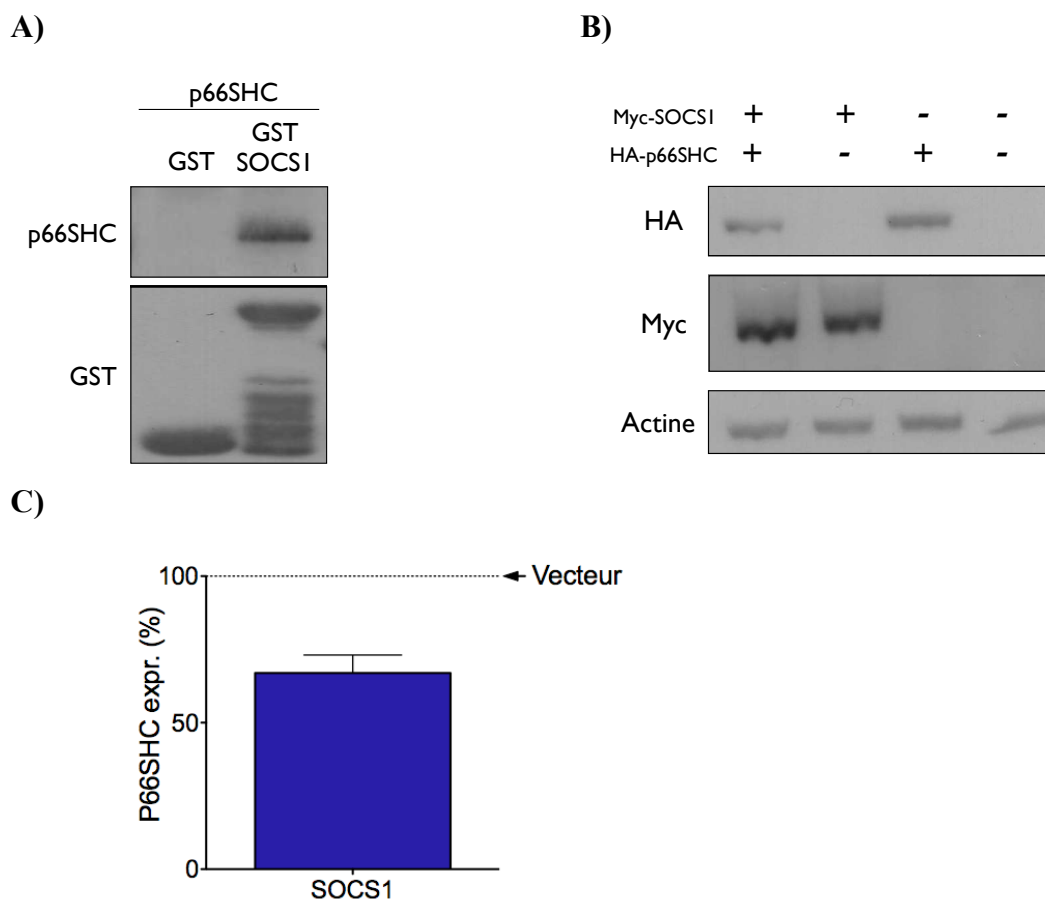 A)
p66SHC
GST
GST
SOCS1
p66SHC
GST
B)
Myc-SOCS1 + + - -
HA-p66SHC + - + -
HA
Myc
Actine
C)
100
Vecteur
50
0
P66SHC expr. (%)
SOCS1